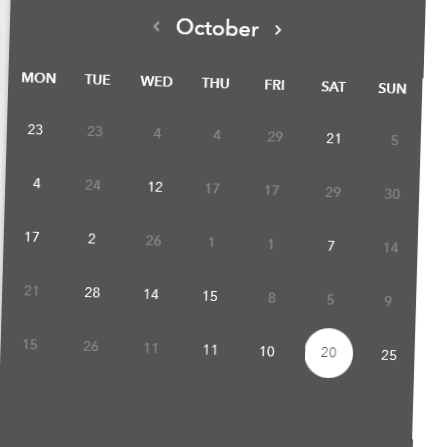 ‹ October ›
MON TUE WED THU FRI SAT SUN
23 23 4 4 29 21 5
4 24 12 17 17 29 30
17 2 26 1 1 7 14
21 28 14 15 8 5 9
15 26 11 11 10 20 25